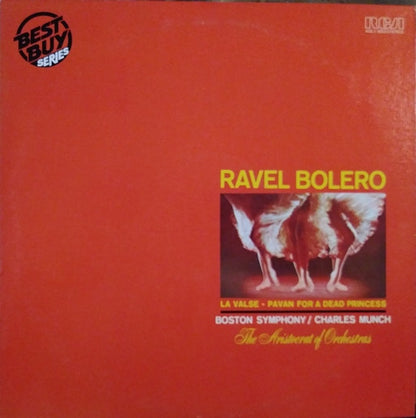 BEST
BUY
SERIES
RCA
RAVEL BOLERO
LA VALSE - PAVAN FOR A DEAD PRINCESS
BOSTON SYMPHONY / CHARLES MUNCH
The Aristocrat of Orchestras